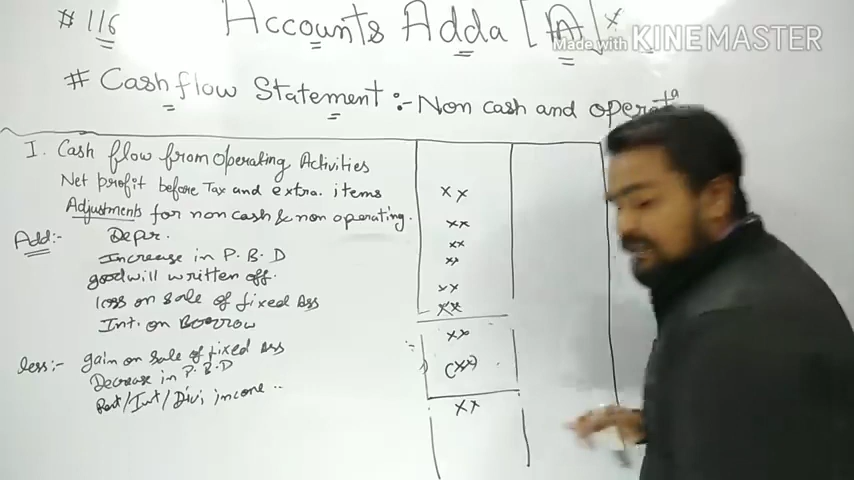 # 116 Accounts Adda [AA]
Made with KINEMASTER
# Cash flow Statement :- Non cash and operat
I. Cash flow from Operating Activities
Net profit before Tax and extra. items xx
Adjustments for non cash & non operating. xx
Add:- Depr. xx
Increase in P.B.D xx
goodwill written off. xx
loss on sale of fixed Ass xx
Int. on Borrow
xx
less:- gain on sale of fixed Ass (xx)
Decrease in P.B.D
Rent/Int/Divi, income .. xx